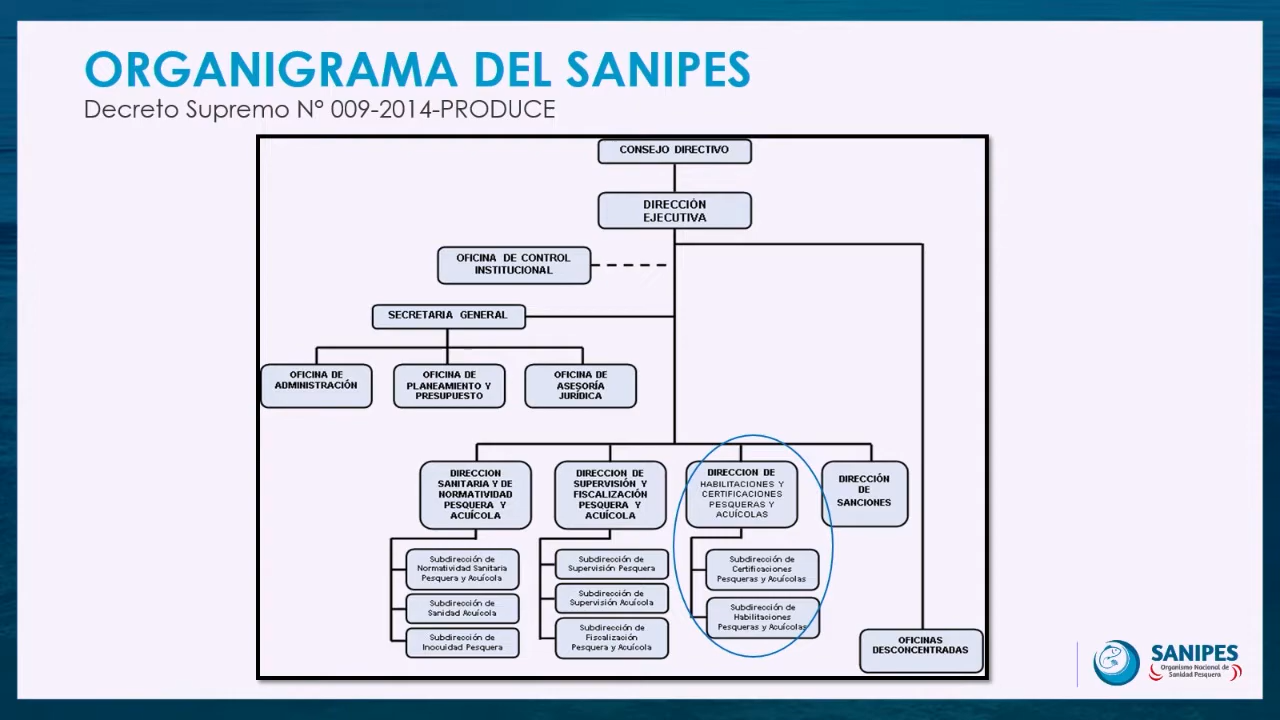 ORGANIGRAMA DEL SANIPES
Decreto Supremo N° 009-2014-PRODUCE
CONSEJO DIRECTIVO
DIRECCIÓN
EJECUTIVA
OFICINA DE CONTROL
INSTITUCIONAL
SECRETARIA GENERAL
OFICINA DE
ADMINISTRACIÓN
OFICINA DE
PLANEAMIENTO Y
PRESUPUESTO
OFICINA DE
ASESORÍA
JURÍDICA
DIRECCION
SANITARIA Y DE
NORMATIVIDAD
PESQUERA Y
ACUÍCOLA
DIRECCION DE
SUPERVISIÓN Y
FISCALIZACIÓN
PESQUERA Y
ACUÍCOLA
DIRECCION DE
HABILITACIONES Y
CERTIFICACIONES
PESQUERAS Y
ACUÍCOLAS
DIRECCIÓN
DE
SANCIONES
Subdirección de
Normatividad Sanitaria
Pesquera y Acuícola
Subdirección de
Sanidad Acuícola
Subdirección de
Inocuidad Pesquera
Subdirección de
Supervisión Pesquera
Subdirección de
Supervisión Acuícola
Subdirección de
Fiscalización
Pesquera y Acuícola
Subdirección de
Certificaciones
Pesqueras y Acuícolas
Subdirección de
Habilitaciones
Pesqueras y Acuícolas
OFICINAS
DESCONCENTRADAS
SANIPES
Organismo Nacional de
Sanidad Pesquera